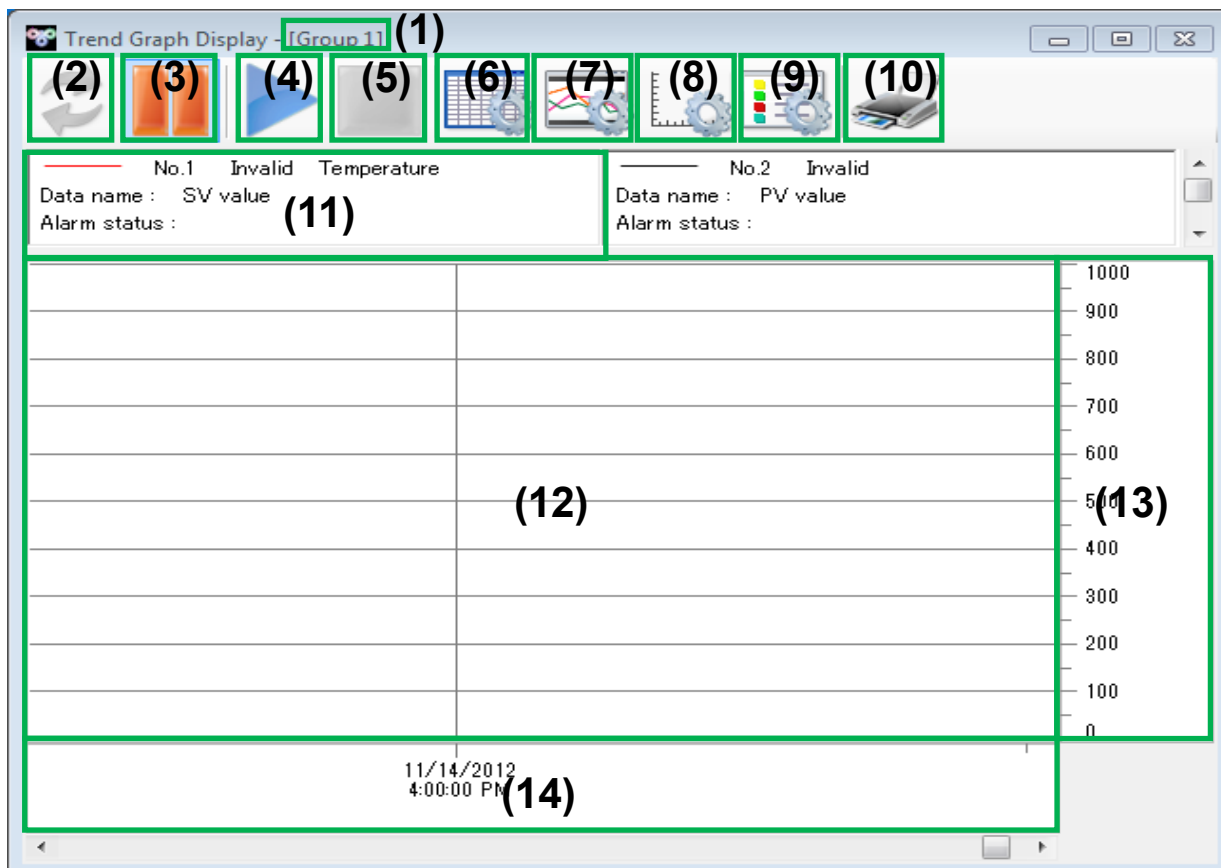 Trend Graph Display - [Group 1] (1)
(2) (3) (4) (5) (6) (7) (8) (9) (10)
No.1 Invalid Temperature
Data name : SV value
Alarm status :
(11)
No.2 Invalid
Data name : PV value
Alarm status :
1000
900
800
700
600
(12) 500 (13)
400
300
200
100
0
11/14/2012
4:00:00 PM
(14)